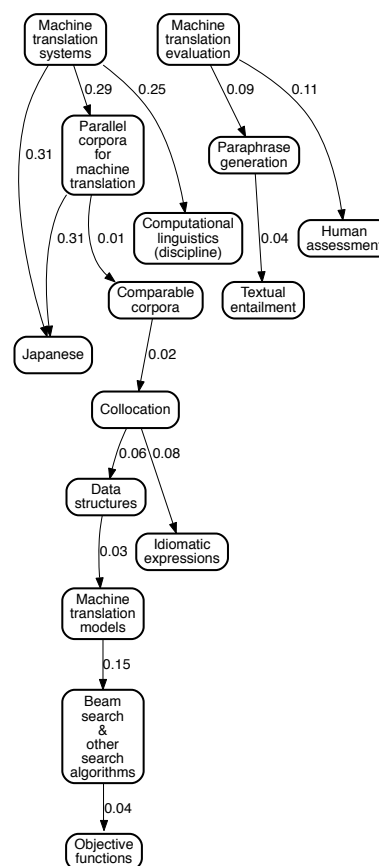 Machine
translation
systems
Machine
translation
evaluation
0.29
0.25
0.09
0.11
Parallel
corpora
for
machine
translation
Paraphrase
generation
0.31
0.31
0.01
0.04
Computational
linguistics
(discipline)
Human
assessment
Comparable
corpora
Textual
entailment
Japanese
0.02
Collocation
0.06
0.08
Data
structures
Idiomatic
expressions
0.03
Machine
translation
models
0.15
Beam
search
&
other
search
algorithms
0.04
Objective
functions